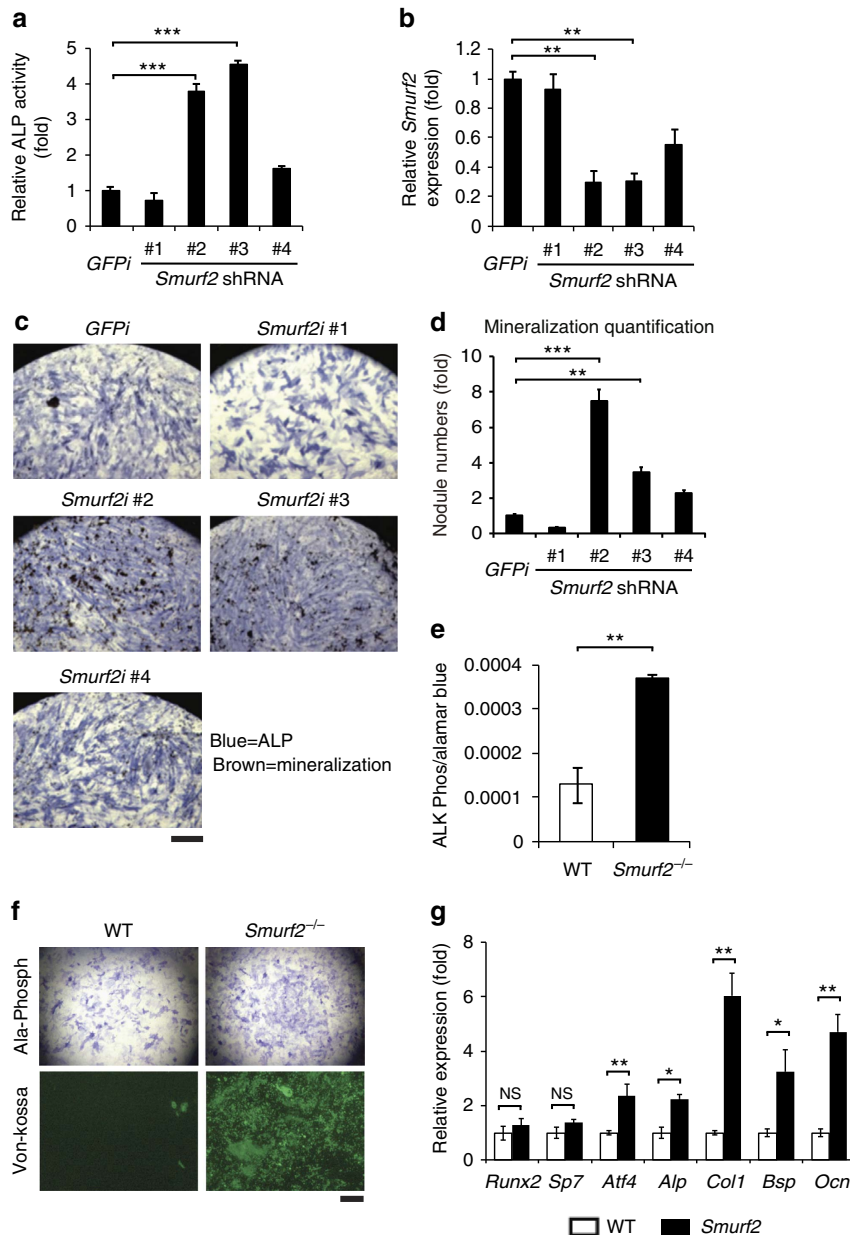 a
Relative ALP activity
(fold)
5
4
3
2
1
0
***
***
#1 #2 #3 #4
GFPi
Smurf2 shRNA
b
Relative Smurf2
expression (fold)
1.2
1
0.8
0.6
0.4
0.2
0
**
**
#1 #2 #3 #4
GFPi
Smurf2 shRNA
c
GFPi
Smurf2i #1
Smurf2i #2
Smurf2i #3
Smurf2i #4
Blue=ALP
Brown=mineralization
d
Mineralization quantification
Nodule numbers (fold)
10
8
6
4
2
0
***
**
#1 #2 #3 #4
GFPi
Smurf2 shRNA
e
ALK Phos/alamar blue
0.0004
0.0003
0.0002
0.0001
0
**
WT Smurf2–/–
f
WT Smurf2–/–
Ala-Phosph
Von-kossa
g
Relative expression (fold)
8
6
4
2
0
NS NS ** * ** * **
Runx2 Sp7 Atf4 Alp Col1 Bsp Ocn
WT Smurf2